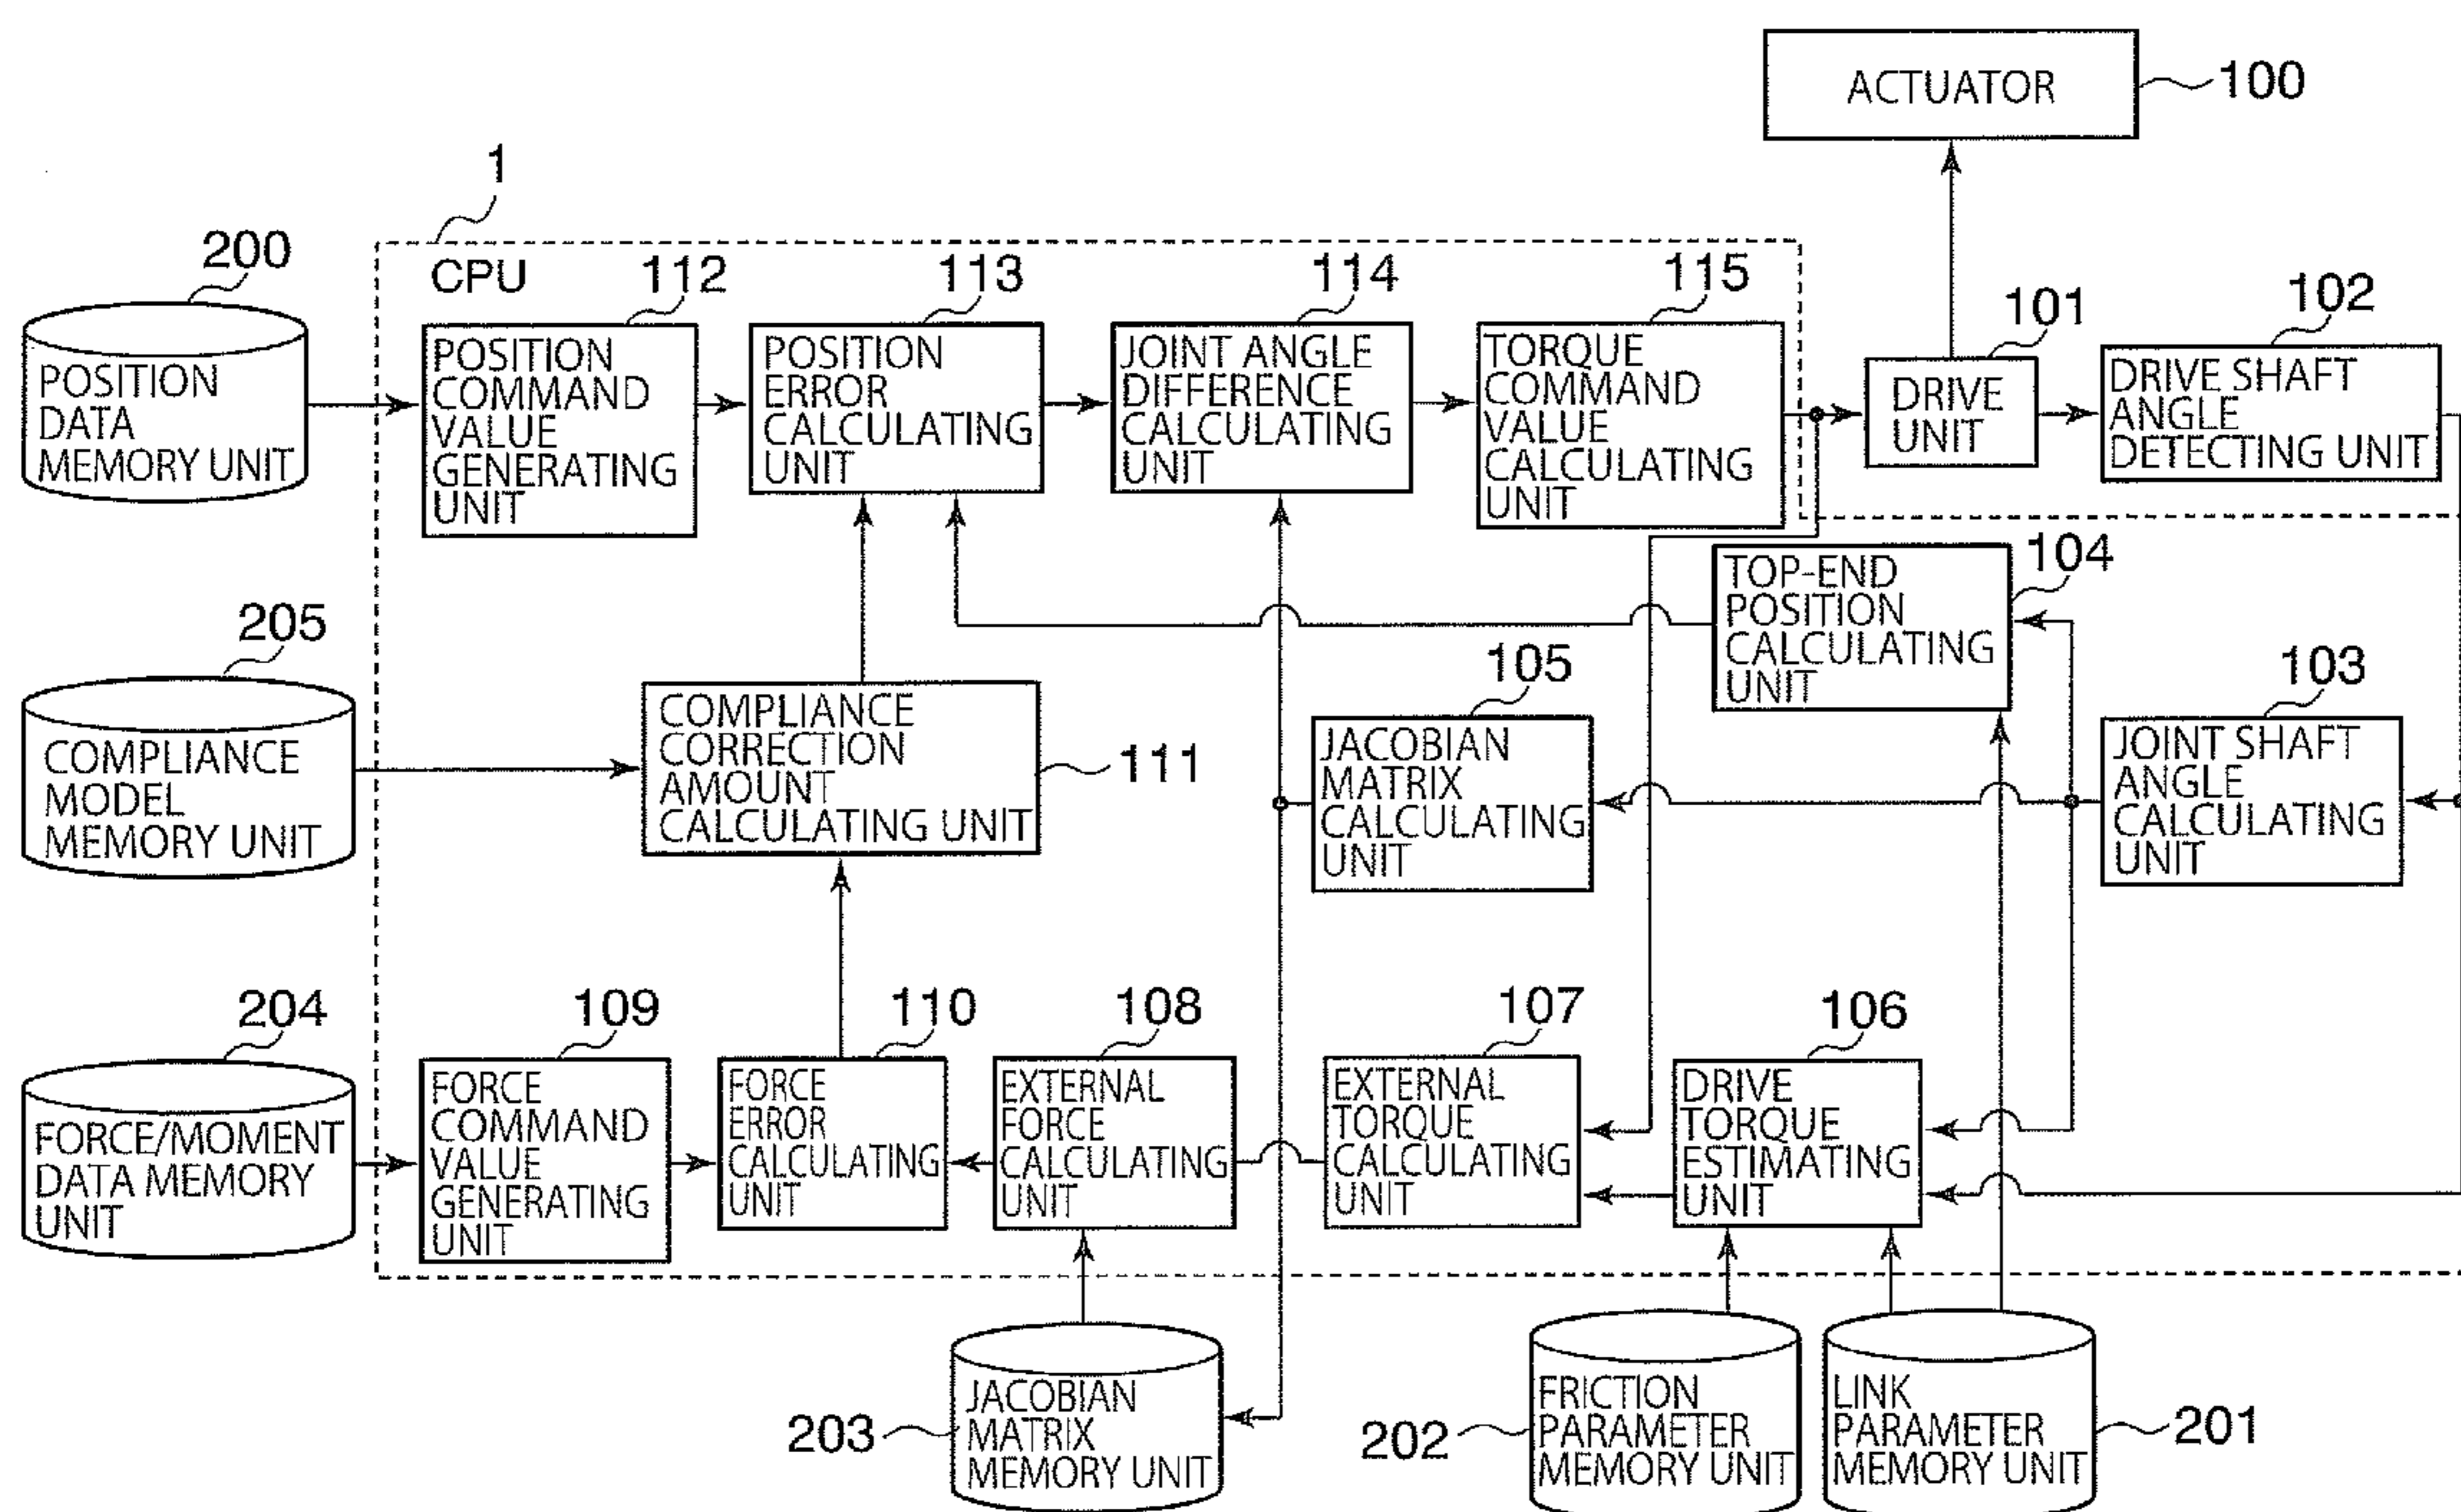 ACTUATOR
100
1
200
POSITION
DATA
MEMORY UNIT
CPU
112
POSITION
COMMAND
VALUE
GENERATING
UNIT
113
POSITION
ERROR
CALCULATING
UNIT
114
JOINT ANGLE
DIFFERENCE
CALCULATING
UNIT
115
TORQUE
COMMAND
VALUE
CALCULATING
UNIT
101
DRIVE
UNIT
102
DRIVE SHAFT
ANGLE
DETECTING UNIT
104
TOP-END
POSITION
CALCULATING
UNIT
205
COMPLIANCE
MODEL
MEMORY UNIT
COMPLIANCE
CORRECTION
AMOUNT
CALCULATING UNIT
111
105
JACOBIAN
MATRIX
CALCULATING
UNIT
103
JOINT SHAFT
ANGLE
CALCULATING
UNIT
204
FORCE/MOMENT
DATA MEMORY
UNIT
109
FORCE
COMMAND
VALUE
GENERATING
UNIT
110
FORCE
ERROR
CALCULATING
UNIT
108
EXTERNAL
FORCE
CALCULATING
UNIT
107
EXTERNAL
TORQUE
CALCULATING
UNIT
106
DRIVE
TORQUE
ESTIMATING
UNIT
203
JACOBIAN
MATRIX
MEMORY UNIT
202
FRICTION
PARAMETER
MEMORY UNIT
LINK
PARAMETER
MEMORY UNIT
201